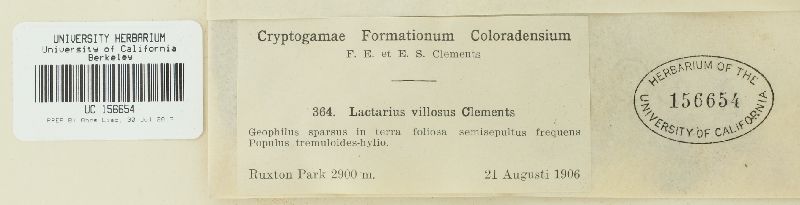 UNIVERSITY HERBARIUM
University of California
Berkeley
UC 156654
Cryptogamae Formationum Coloradensium
F. E. et E. S. Clements
364. Lactarius villosus Clements
Geophilus sparsus in terra foliosa semisepultus frequens
Populus tremuloides-hylio.
Ruxton Park 2900 m. 21 Augusti 1906
HERBARIUM OF THE
156654
UNIVERSITY OF CALIFORNIA